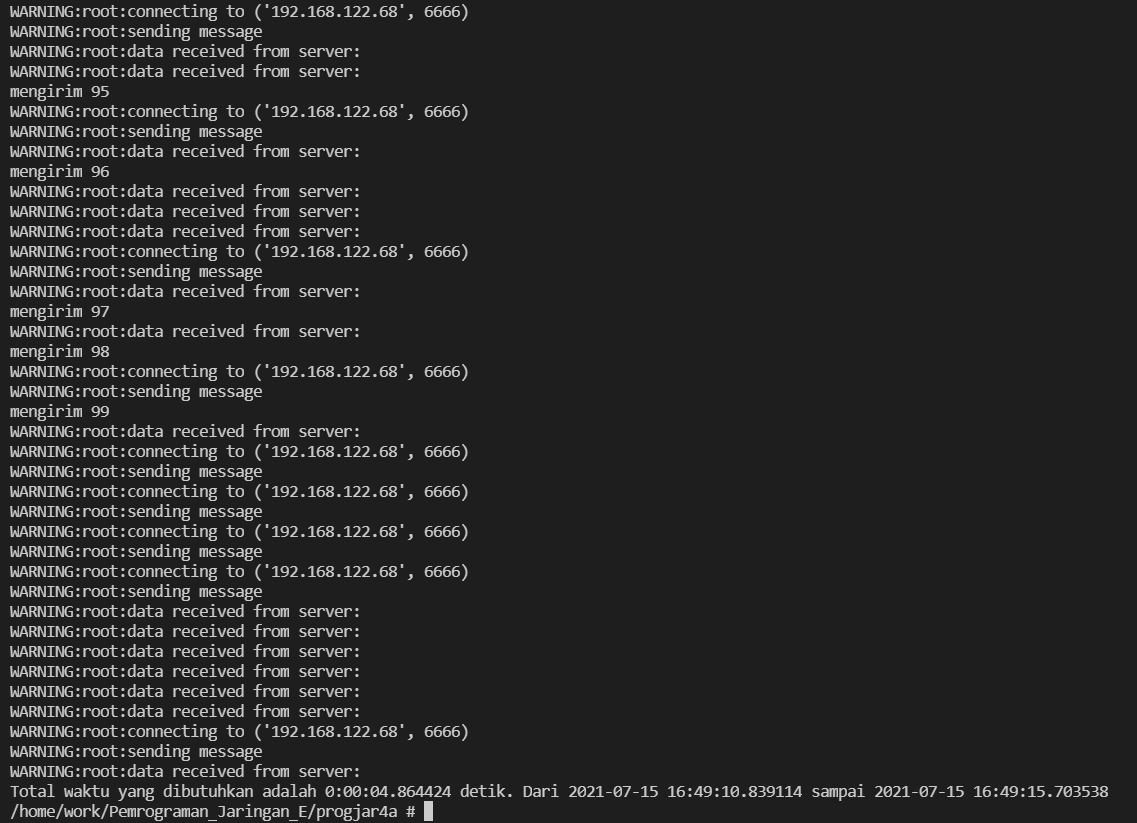 WARNING:root:connecting to ('192.168.122.68', 6666)
WARNING:root:sending message
WARNING:root:data received from server:
WARNING:root:data received from server:
mengirim 95
WARNING:root:connecting to ('192.168.122.68', 6666)
WARNING:root:sending message
WARNING:root:data received from server:
mengirim 96
WARNING:root:data received from server:
WARNING:root:data received from server:
WARNING:root:data received from server:
WARNING:root:connecting to ('192.168.122.68', 6666)
WARNING:root:sending message
WARNING:root:data received from server:
mengirim 97
WARNING:root:data received from server:
mengirim 98
WARNING:root:connecting to ('192.168.122.68', 6666)
WARNING:root:sending message
mengirim 99
WARNING:root:data received from server:
WARNING:root:connecting to ('192.168.122.68', 6666)
WARNING:root:sending message
WARNING:root:connecting to ('192.168.122.68', 6666)
WARNING:root:sending message
WARNING:root:connecting to ('192.168.122.68', 6666)
WARNING:root:sending message
WARNING:root:connecting to ('192.168.122.68', 6666)
WARNING:root:sending message
WARNING:root:data received from server:
WARNING:root:data received from server:
WARNING:root:data received from server:
WARNING:root:data received from server:
WARNING:root:data received from server:
WARNING:root:data received from server:
WARNING:root:connecting to ('192.168.122.68', 6666)
WARNING:root:sending message
WARNING:root:data received from server:
Total waktu yang dibutuhkan adalah 0:00:04.864424 detik. Dari 2021-07-15 16:49:10.839114 sampai 2021-07-15 16:49:15.703538
/home/work/Pemrograman_Jaringan_E/progjar4a #